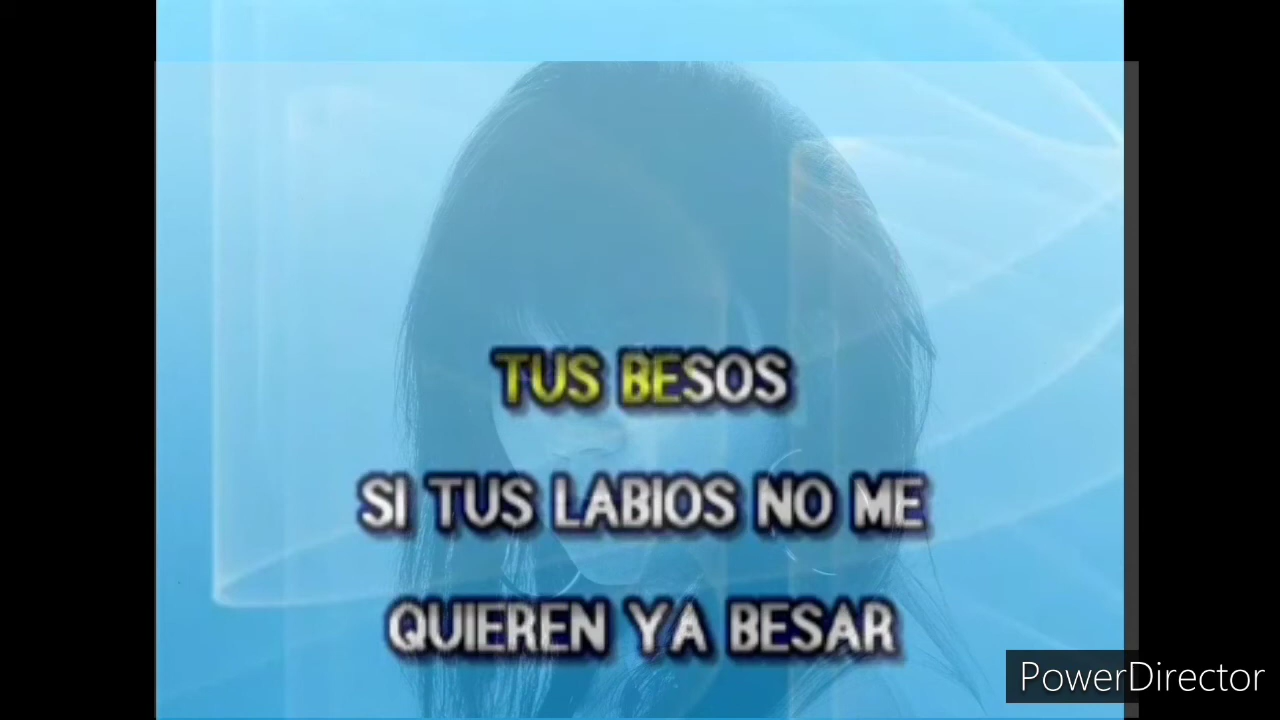 TUS BESOS
SI TUS LABIOS NO ME
QUIEREN YA BESAR
PowerDirector